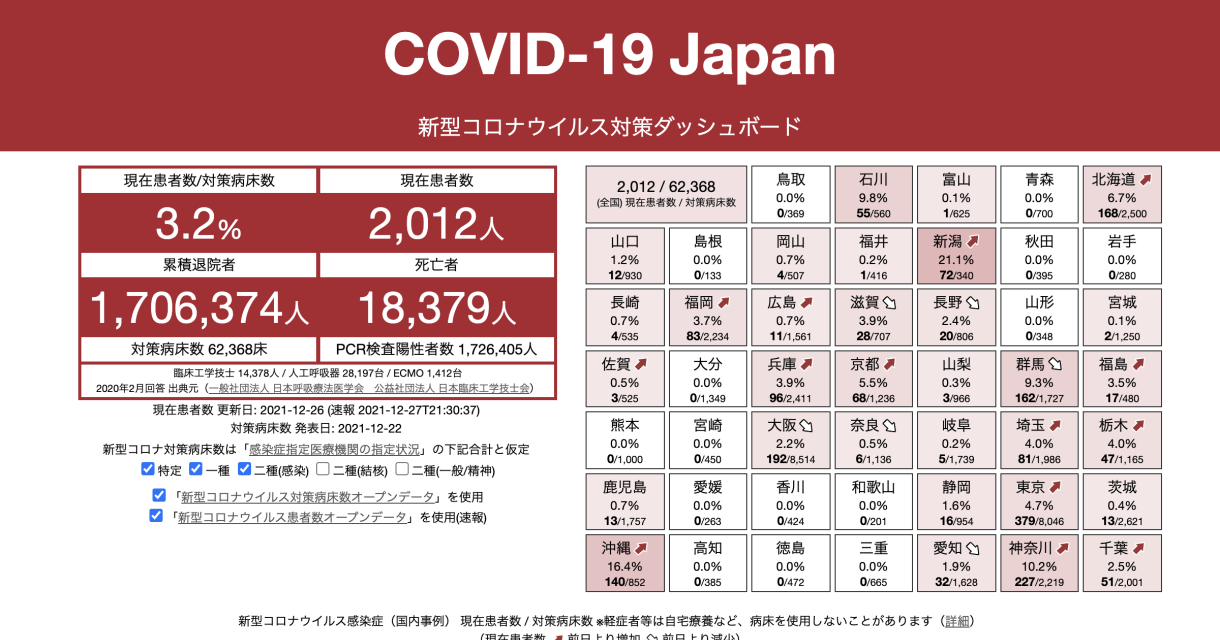 COVID-19 Japan
新型コロナウイルス対策ダッシュボード
現在患者数/対策病床数 現在患者数
3.2% 2,012人
累積退院者 死亡者
1,706,374人 18,379人
対策病床数 62,368床 PCR検査陽性者数 1,726,405人
臨床工学技士 14,378人 / 人工呼吸器 28,197台 / ECMO 1,412台
2020年2月回答 出典元（一般社団法人 日本呼吸療法医学会　公益社団法人 日本臨床工学技士会）
現在患者数 更新日: 2021-12-26 (速報 2021-12-27T21:30:37)
対策病床数 発表日: 2021-12-22
新型コロナ対策病床数は「感染症指定医療機関の指定状況」の下記合計と仮定
特定 一種 二種(感染) 二種(結核) 二種(一般/精神)
「新型コロナウイルス対策病床数オープンデータ」を使用
「新型コロナウイルス患者数オープンデータ」を使用(速報)
2,012 / 62,368
(全国) 現在患者数 / 対策病床数
鳥取 石川 富山 青森 北海道
0.0% 9.8% 0.1% 0.0% 6.7%
0/369 55/560 1/625 0/700 168/2,500
山口 島根 岡山 福井 新潟 秋田 岩手
1.2% 0.0% 0.7% 0.2% 21.1% 0.0% 0.0%
12/930 0/133 4/507 1/416 72/340 0/395 0/280
長崎 福岡 広島 滋賀 長野 山形 宮城
0.7% 3.7% 0.7% 3.9% 2.4% 0.0% 0.1%
4/535 83/2,234 11/1,561 28/707 20/806 0/348 2/1,250
佐賀 大分 兵庫 京都 山梨 群馬 福島
0.5% 0.0% 3.9% 5.5% 0.3% 9.3% 3.5%
3/525 0/1,349 96/2,411 68/1,236 3/966 162/1,727 17/480
熊本 宮崎 大阪 奈良 岐阜 埼玉 栃木
0.0% 0.0% 2.2% 0.5% 0.2% 4.0% 4.0%
0/1,000 0/450 192/8,514 6/1,136 5/1,739 81/1,986 47/1,165
鹿児島 愛媛 香川 和歌山 静岡 東京 茨城
0.7% 0.0% 0.0% 0.0% 1.6% 4.7% 0.4%
13/1,757 0/263 0/424 0/201 16/954 379/8,046 13/2,621
沖縄 高知 徳島 三重 愛知 神奈川 千葉
16.4% 0.0% 0.0% 0.0% 1.9% 10.2% 2.5%
140/852 0/385 0/472 0/665 32/1,628 227/2,219 51/2,001
新型コロナウイルス感染症（国内事例） 現在患者数 / 対策病床数 ※軽症者等は自宅療養など、病床を使用しないことがあります（詳細）
（現在患者数 前日より増加 前日より減少）